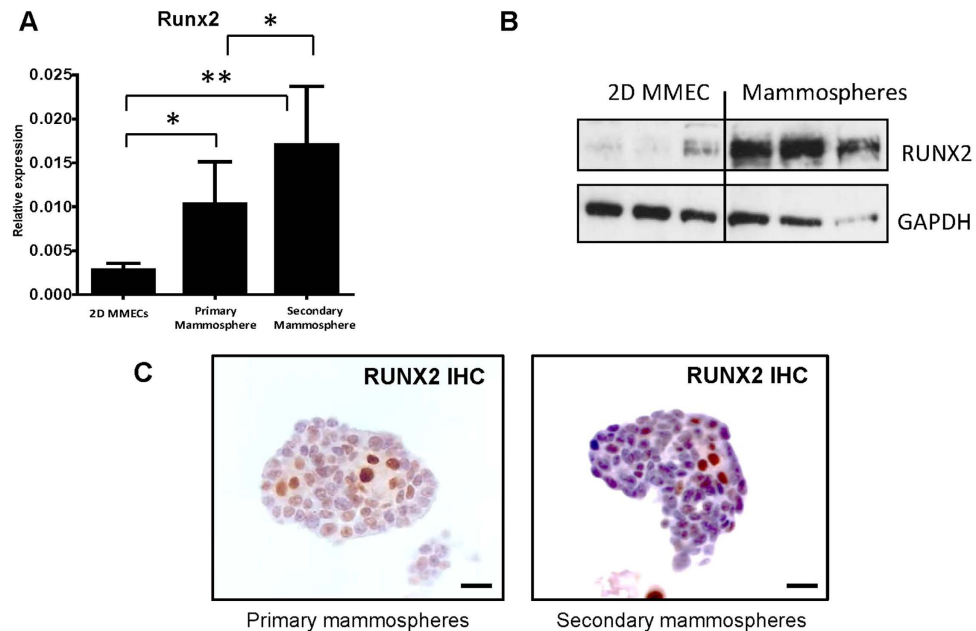 A
Runx2
*
**
*
0.025
0.020
0.015
0.010
0.005
0.000
Relative expression
2D MMECs
Primary
Mammosphere
Secondary
Mammosphere
B
2D MMEC
Mammospheres
RUNX2
GAPDH
C
RUNX2 IHC
RUNX2 IHC
Primary mammospheres
Secondary mammospheres